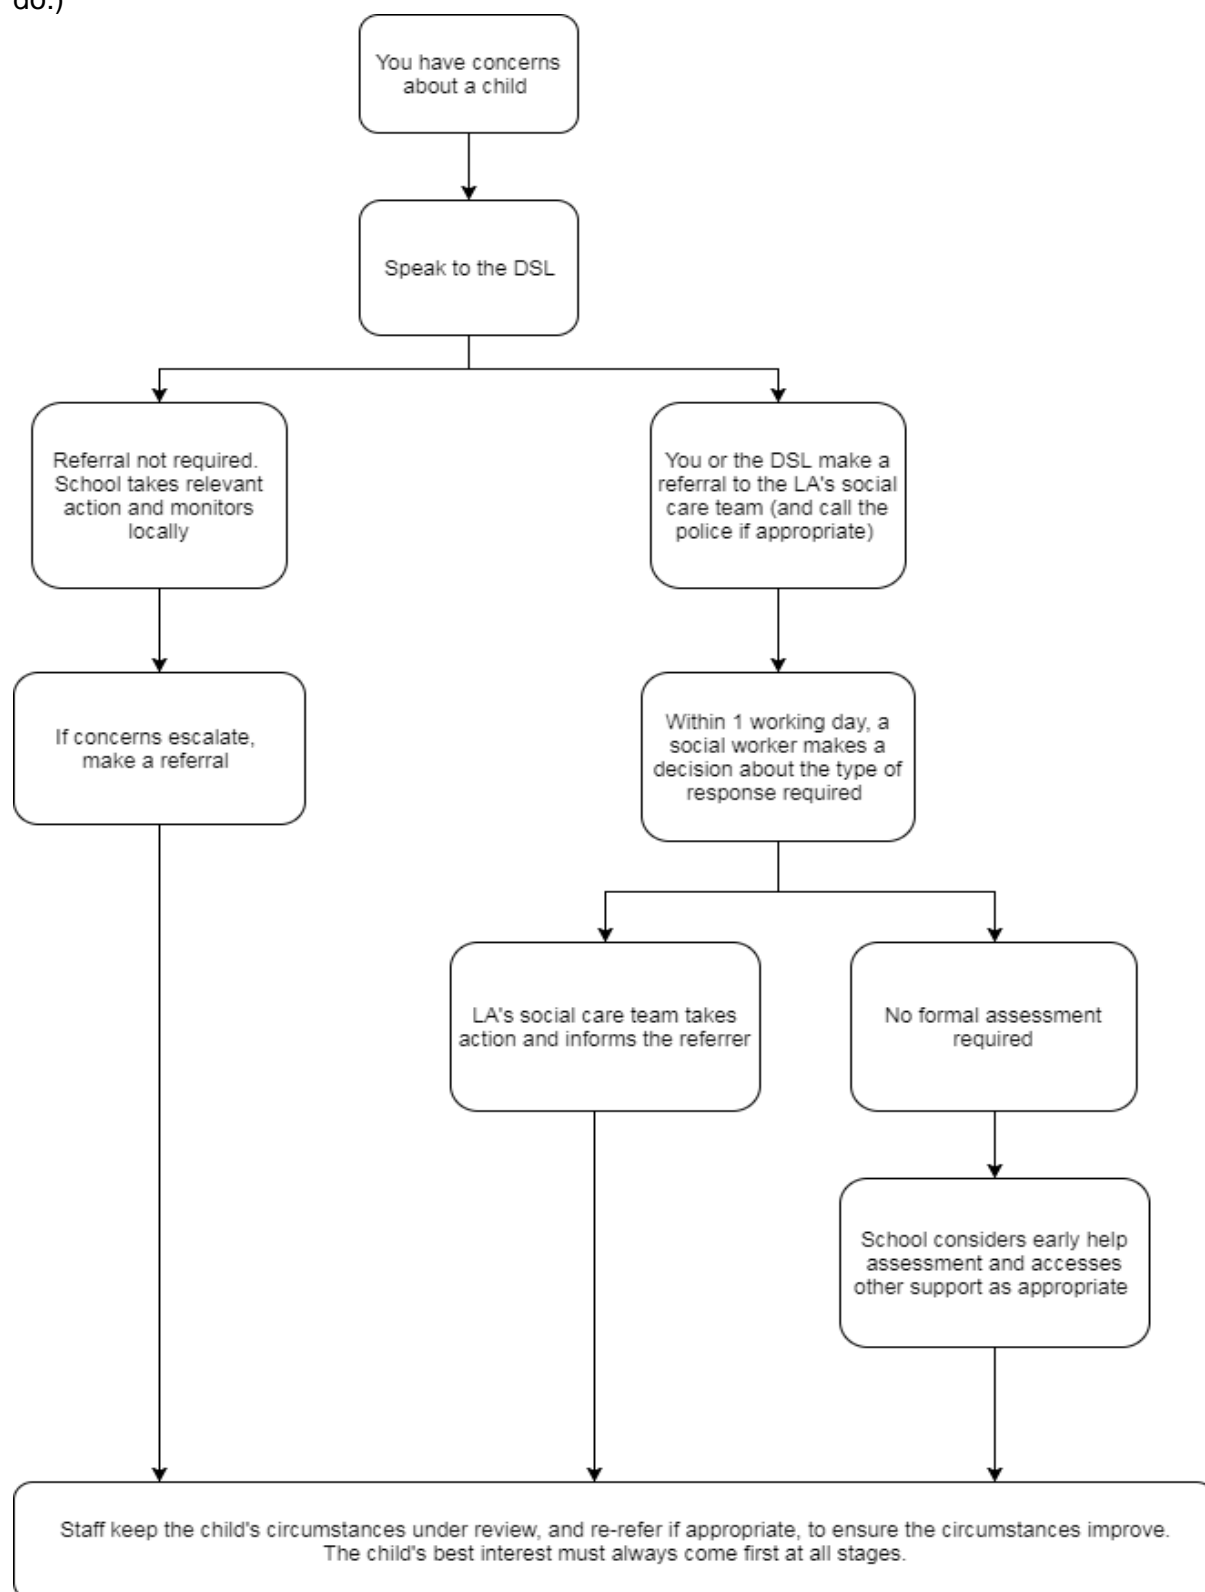 do.)
You have concerns
about a child
Speak to the DSL
Referral not required.
School takes relevant
action and monitors
locally
You or the DSL make a
referral to the LA's social
care team (and call the
police if appropriate)
If concerns escalate,
make a referral
Within 1 working day, a
social worker makes a
decision about the type of
response required
LA's social care team takes
action and informs the referrer
No formal assessment
required
School considers early help
assessment and accesses
other support as appropriate
Staff keep the child's circumstances under review, and re-refer if appropriate, to ensure the circumstances improve.
The child's best interest must always come first at all stages.